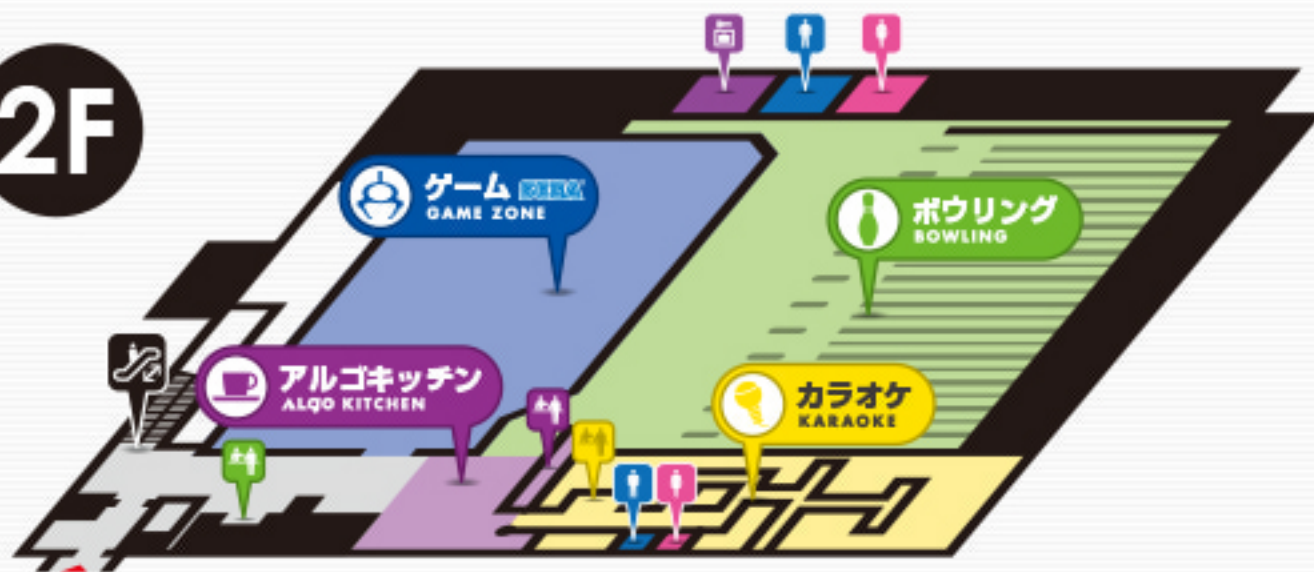 2F
ゲーム SEGA
GAME ZONE
ボウリング
BOWLING
アルゴキッチン
ALGO KITCHEN
カラオケ
KARAOKE